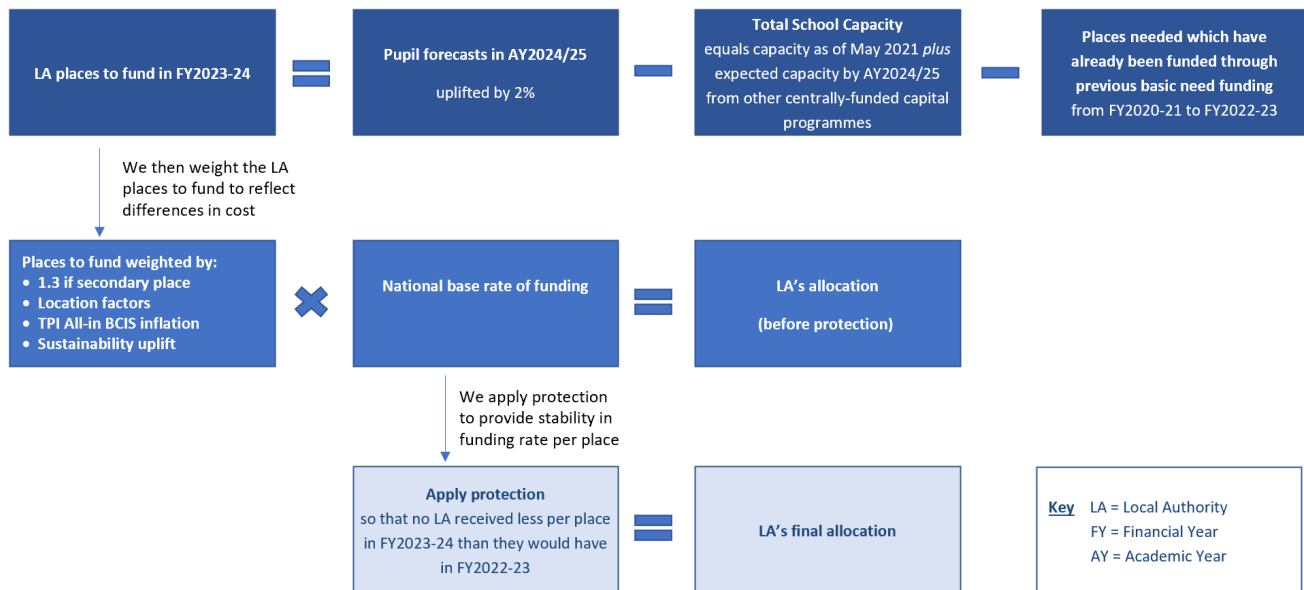 LA places to fund in FY2023-24
Pupil forecasts in AY2024/25
uplifted by 2%
Total School Capacity
equals capacity as of May 2021 plus
expected capacity by AY2024/25
from other centrally-funded capital
programmes
Places needed which have
already been funded through
previous basic need funding
from FY2020-21 to FY2022-23
We then weight the LA
places to fund to reflect
differences in cost
Places to fund weighted by:
• 1.3 if secondary place
• Location factors
• TPI All-in BCIS inflation
• Sustainability uplift
National base rate of funding
LA's allocation
(before protection)
We apply protection
to provide stability in
funding rate per place
Apply protection
so that no LA received less per place
in FY2023-24 than they would have
in FY2022-23
LA's final allocation
Key LA = Local Authority
FY = Financial Year
AY = Academic Year